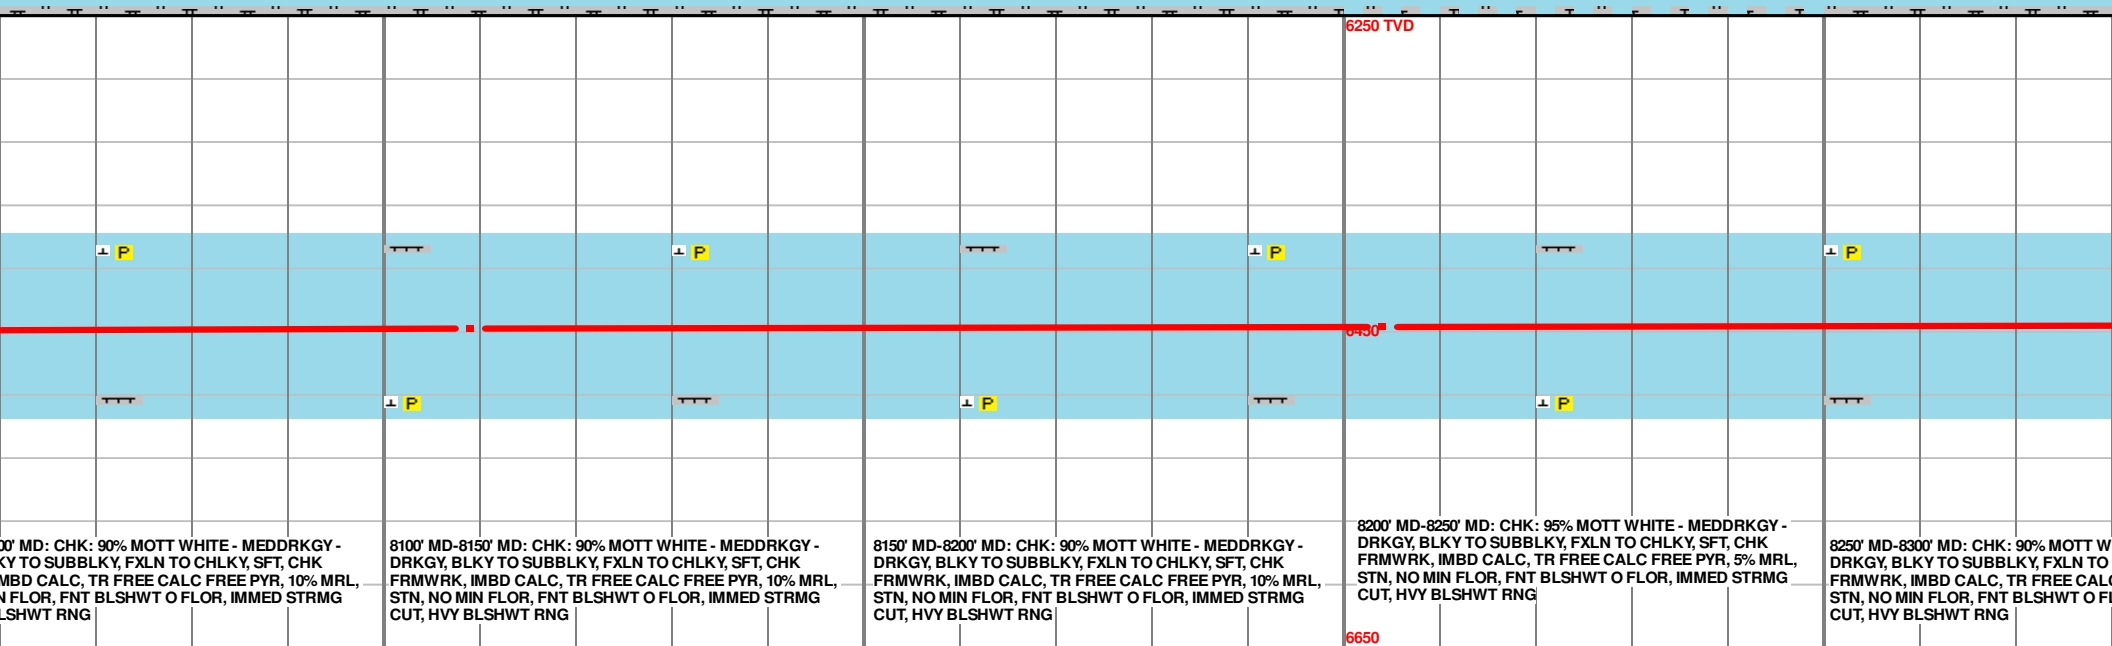 6250 TVD
P P P P
6450
P P P
00' MD: CHK: 90% MOTT WHITE - MEDDRKGY -
KY TO SUBBLKY, FXLN TO CHLKY, SFT, CHK
MBD CALC, TR FREE CALC FREE PYR, 10% MRL,
N FLOR, FNT BLSHWT O FLOR, IMMED STRMG
LSHWT RNG
8100' MD-8150' MD: CHK: 90% MOTT WHITE - MEDDRKGY -
DRKGY, BLKY TO SUBBLKY, FXLN TO CHLKY, SFT, CHK
FRMWRK, IMBD CALC, TR FREE CALC FREE PYR, 10% MRL,
STN, NO MIN FLOR, FNT BLSHWT O FLOR, IMMED STRMG
CUT, HVY BLSHWT RNG
8150' MD-8200' MD: CHK: 90% MOTT WHITE - MEDDRKGY -
DRKGY, BLKY TO SUBBLKY, FXLN TO CHLKY, SFT, CHK
FRMWRK, IMBD CALC, TR FREE CALC FREE PYR, 10% MRL,
STN, NO MIN FLOR, FNT BLSHWT O FLOR, IMMED STRMG
CUT, HVY BLSHWT RNG
8200' MD-8250' MD: CHK: 95% MOTT WHITE - MEDDRKGY -
DRKGY, BLKY TO SUBBLKY, FXLN TO CHLKY, SFT, CHK
FRMWRK, IMBD CALC, TR FREE CALC FREE PYR, 5% MRL,
STN, NO MIN FLOR, FNT BLSHWT O FLOR, IMMED STRMG
CUT, HVY BLSHWT RNG
8250' MD-8300' MD: CHK: 90% MOTT W
DRKGY, BLKY TO SUBBLKY, FXLN TO
FRMWRK, IMBD CALC, TR FREE CALC
STN, NO MIN FLOR, FNT BLSHWT O FL
CUT, HVY BLSHWT RNG
6650